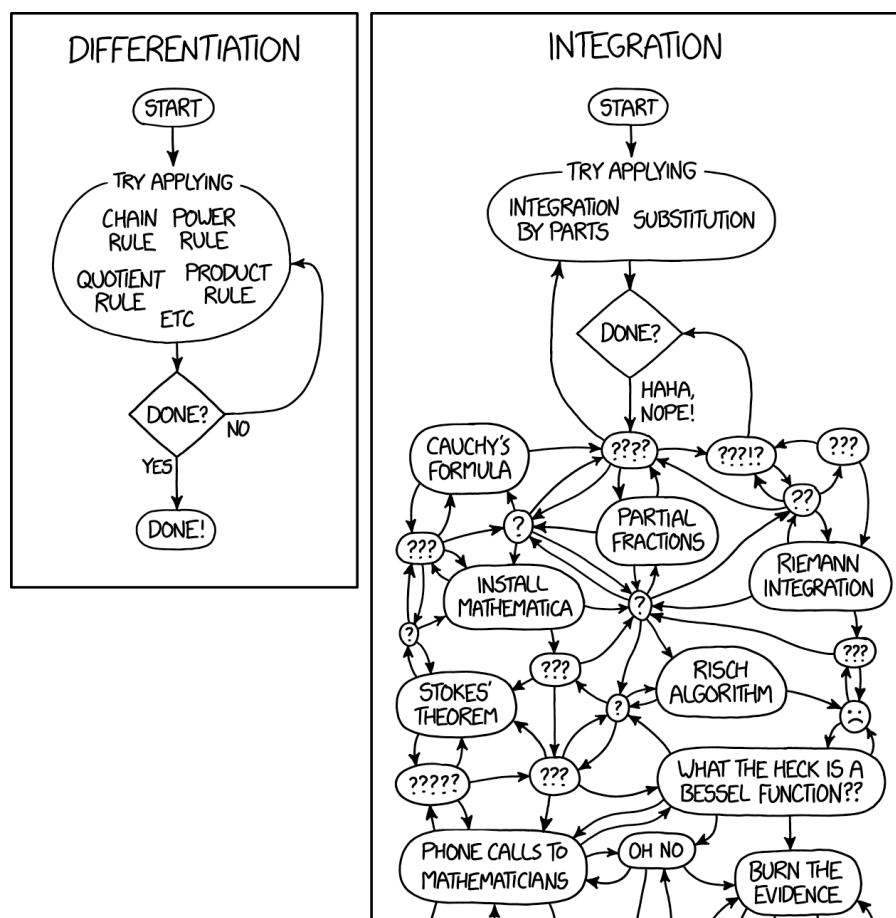 DIFFERENTIATION
START
TRY APPLYING
CHAIN
RULE
POWER
RULE
QUOTIENT
RULE
PRODUCT
RULE
ETC
DONE?
NO
YES
DONE!
INTEGRATION
START
TRY APPLYING
INTEGRATION
BY PARTS
SUBSTITUTION
DONE?
HAHA,
NOPE!
CAUCHY'S
FORMULA
????
???!?
???
??
?
PARTIAL
FRACTIONS
???
RIEMANN
INTEGRATION
INSTALL
MATHEMATICA
?
?
???
???
RISCH
ALGORITHM
STOKES'
THEOREM
?
?????
???
WHAT THE HECK IS A
BESSEL FUNCTION??
PHONE CALLS TO
MATHEMATICIANS
OH NO
BURN THE
EVIDENCE